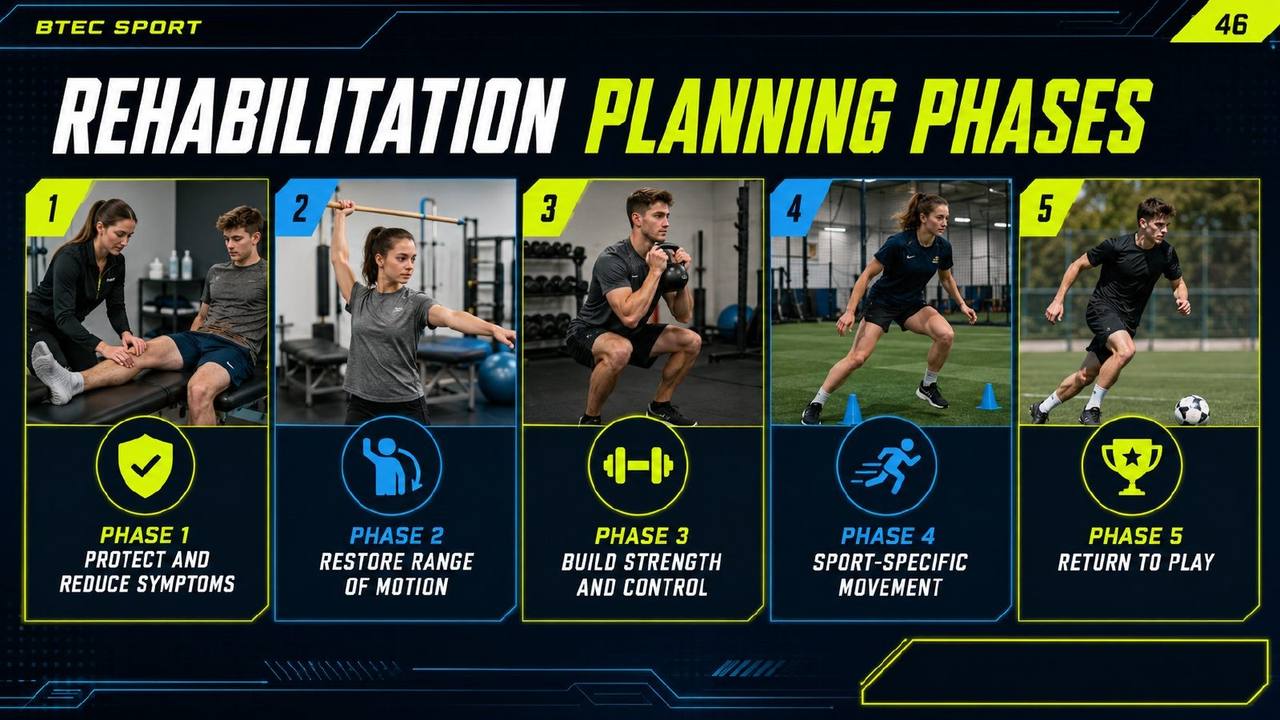 BTEC SPORT
46
REHABILITATION PLANNING PHASES
1
2
3
4
5
PHASE 1
PROTECT AND
REDUCE SYMPTOMS
PHASE 2
RESTORE RANGE
OF MOTION
PHASE 3
BUILD STRENGTH
AND CONTROL
PHASE 4
SPORT-SPECIFIC
MOVEMENT
PHASE 5
RETURN TO PLAY